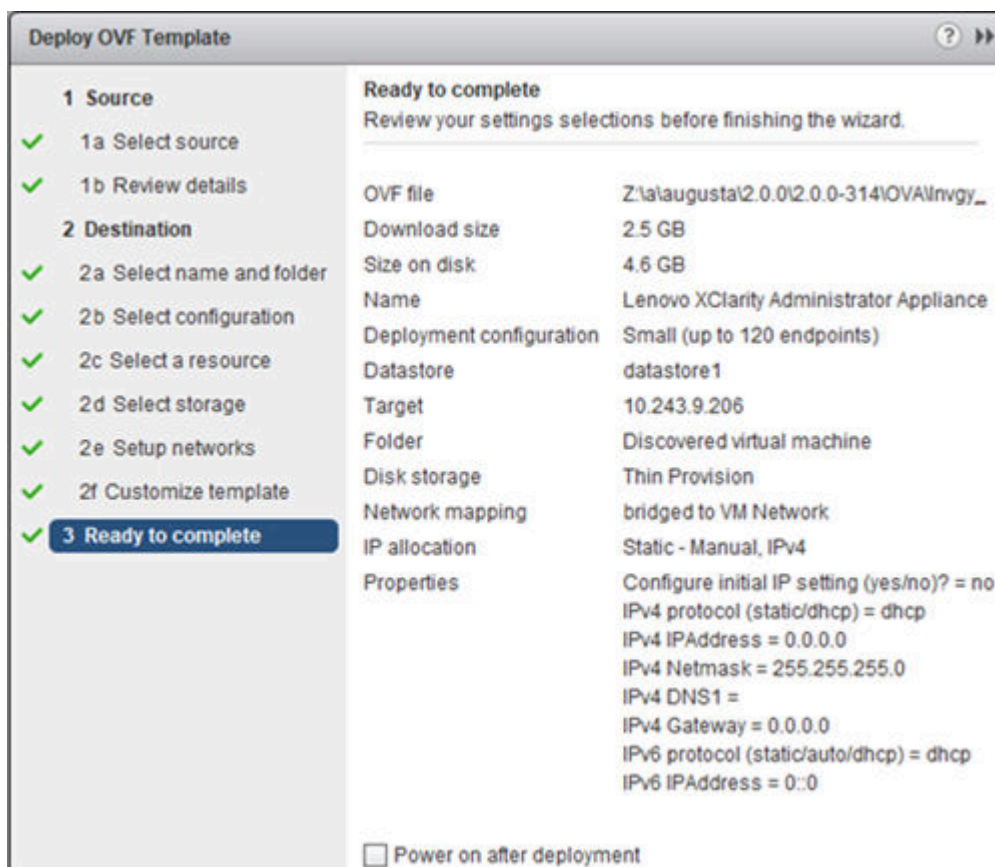 Deploy OVF Template
1 Source
1a Select source
1b Review details
2 Destination
2a Select name and folder
2b Select configuration
2c Select a resource
2d Select storage
2e Setup networks
2f Customize template
3 Ready to complete
Ready to complete
Review your settings selections before finishing the wizard.
OVF file Z:\a\augusta\2.0.0\2.0.0-314\OVA\Invgy_
Download size 2.5 GB
Size on disk 4.6 GB
Name Lenovo XClarity Administrator Appliance
Deployment configuration Small (up to 120 endpoints)
Datastore datastore1
Target 10.243.9.206
Folder Discovered virtual machine
Disk storage Thin Provision
Network mapping bridged to VM Network
IP allocation Static - Manual, IPv4
Properties Configure initial IP setting (yes/no)? = no
IPv4 protocol (static/dhcp) = dhcp
IPv4 IPAddress = 0.0.0.0
IPv4 Netmask = 255.255.255.0
IPv4 DNS1 =
IPv4 Gateway = 0.0.0.0
IPv6 protocol (static/auto/dhcp) = dhcp
IPv6 IPAddress = 0::0
Power on after deployment